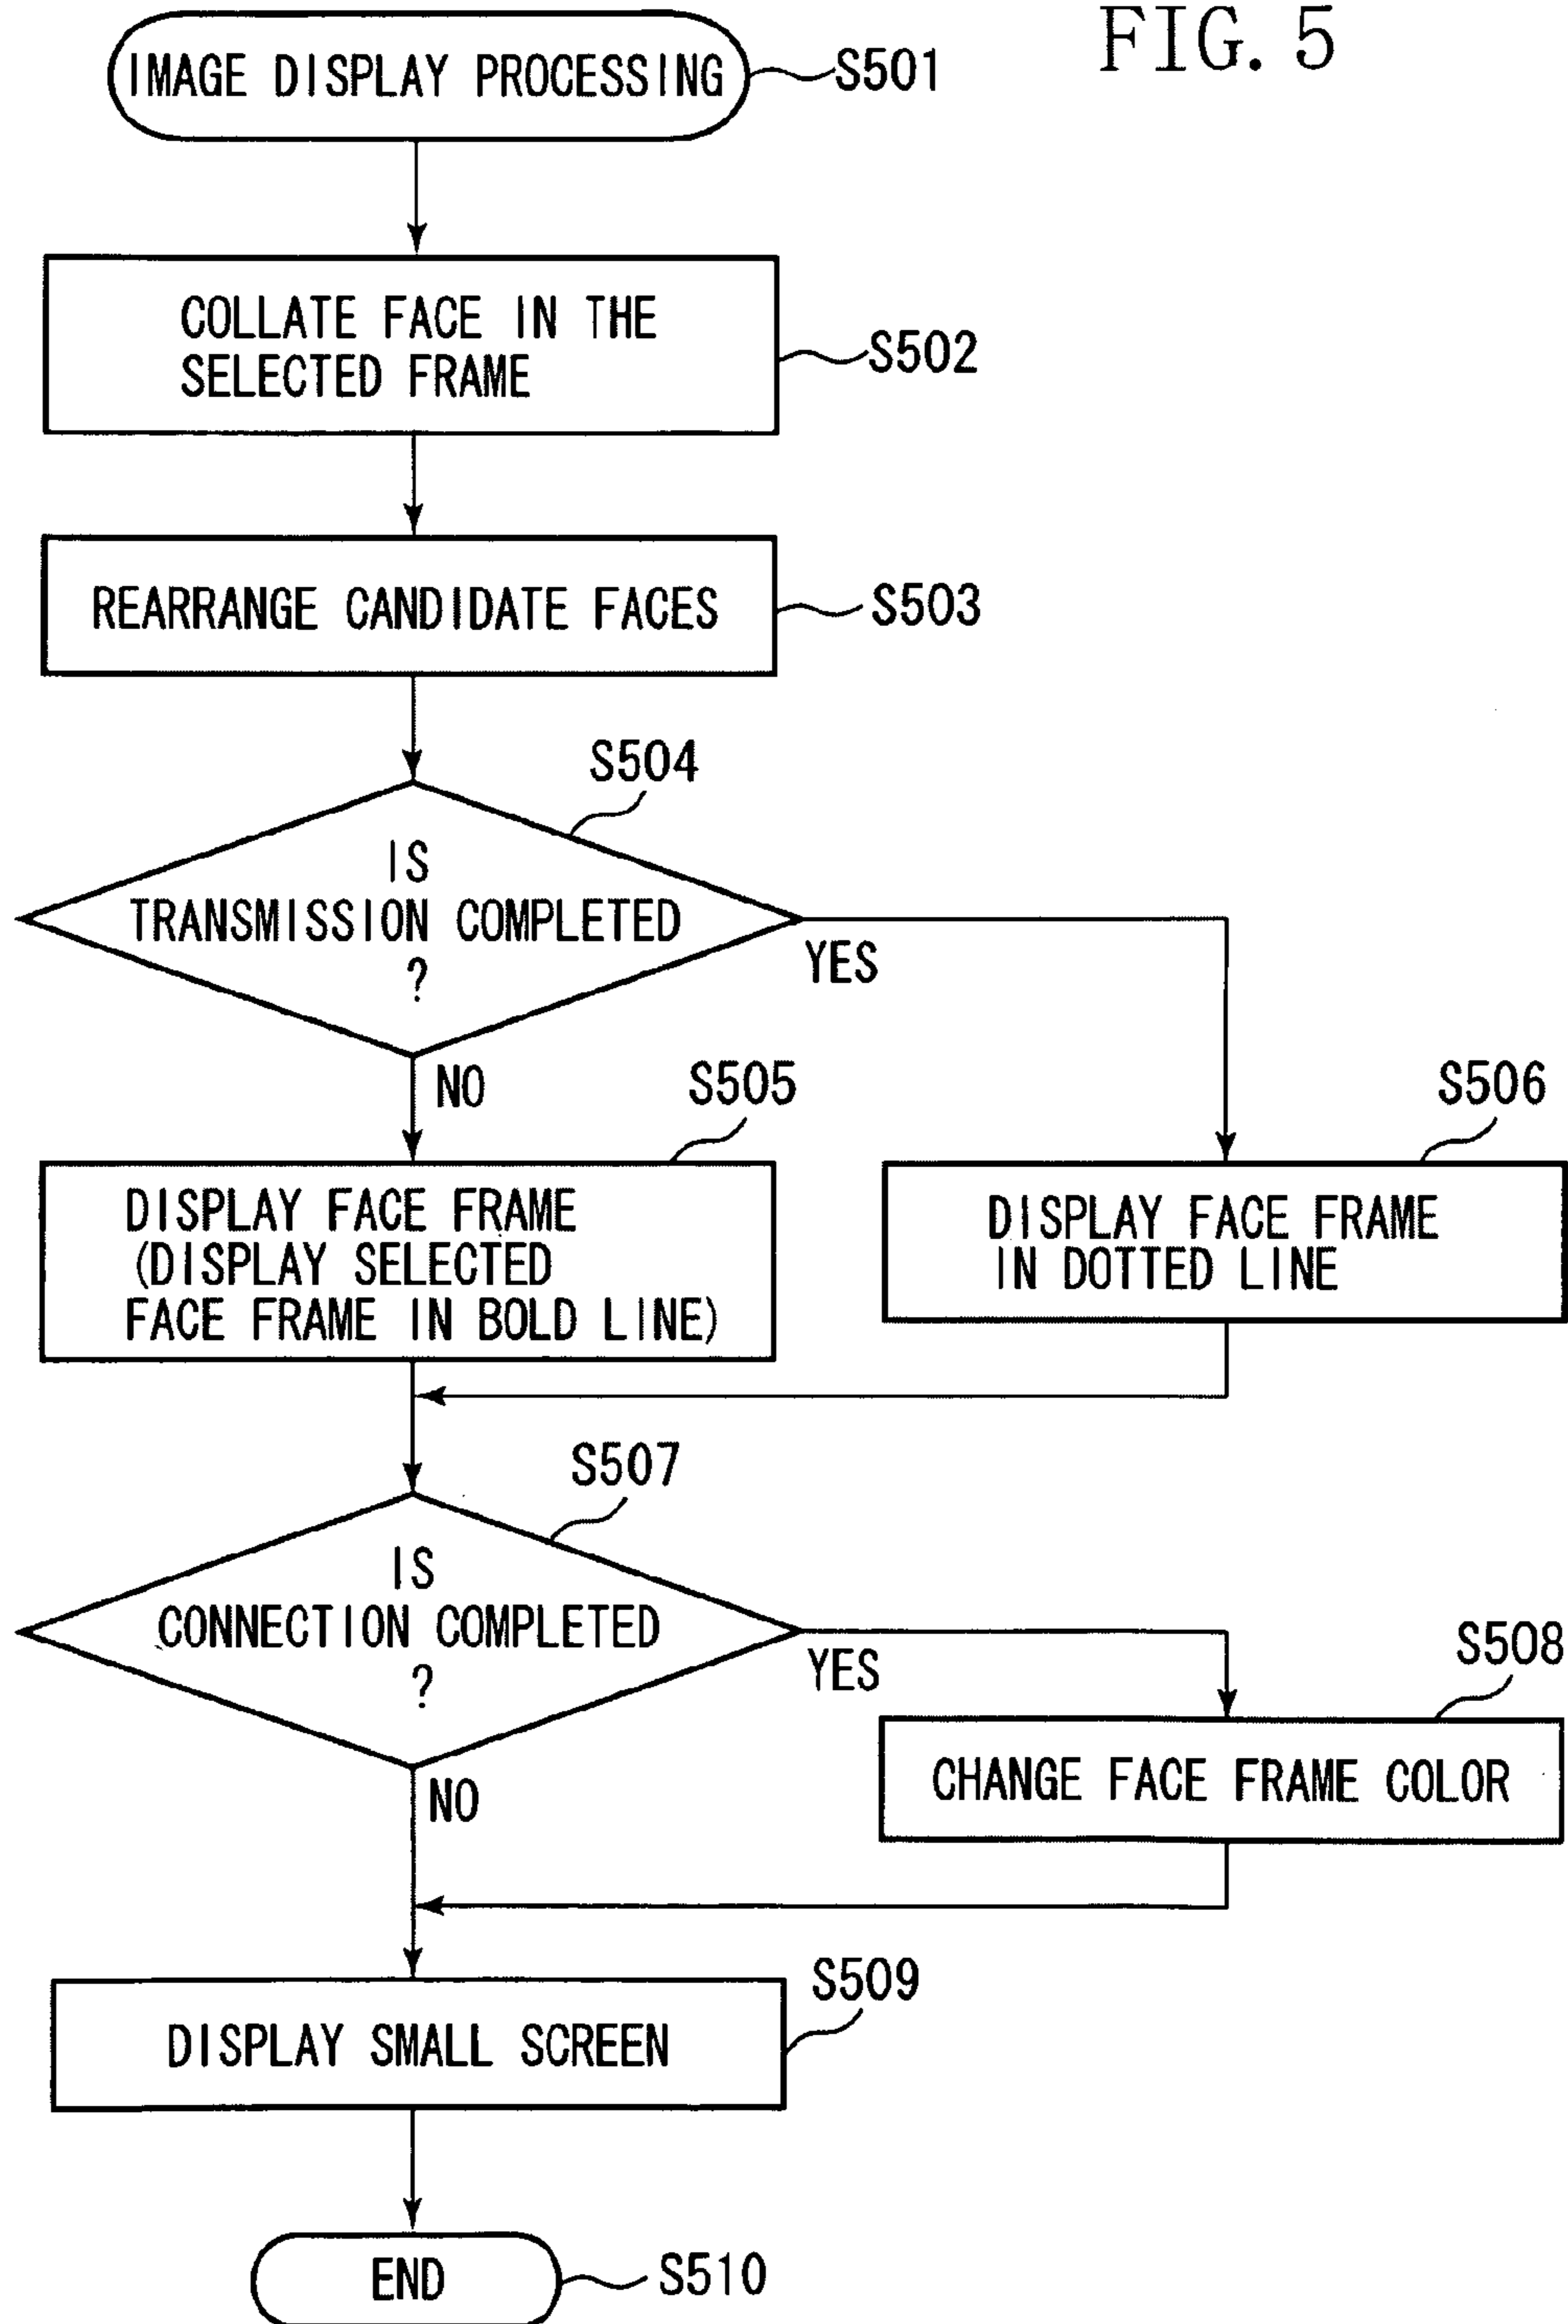 FIG. 5
IMAGE DISPLAY PROCESSING
S501
COLLATE FACE IN THE
SELECTED FRAME
S502
REARRANGE CANDIDATE FACES
S503
S504
IS
TRANSMISSION COMPLETED
?
YES
NO
S505
DISPLAY FACE FRAME
(DISPLAY SELECTED
FACE FRAME IN BOLD LINE)
S506
DISPLAY FACE FRAME
IN DOTTED LINE
S507
IS
CONNECTION COMPLETED
?
YES
NO
S508
CHANGE FACE FRAME COLOR
S509
DISPLAY SMALL SCREEN
END
S510